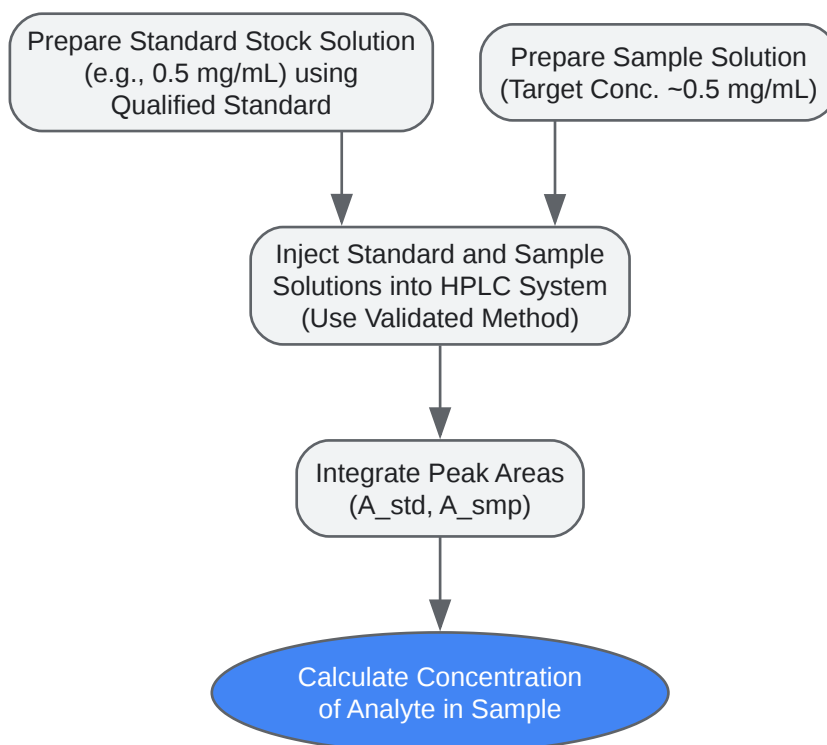 Prepare Standard Stock Solution
(e.g., 0.5 mg/mL) using
Qualified Standard
Prepare Sample Solution
(Target Conc. ~0.5 mg/mL)
Inject Standard and Sample
Solutions into HPLC System
(Use Validated Method)
Integrate Peak Areas
(A_std, A_smp)
Calculate Concentration
of Analyte in Sample